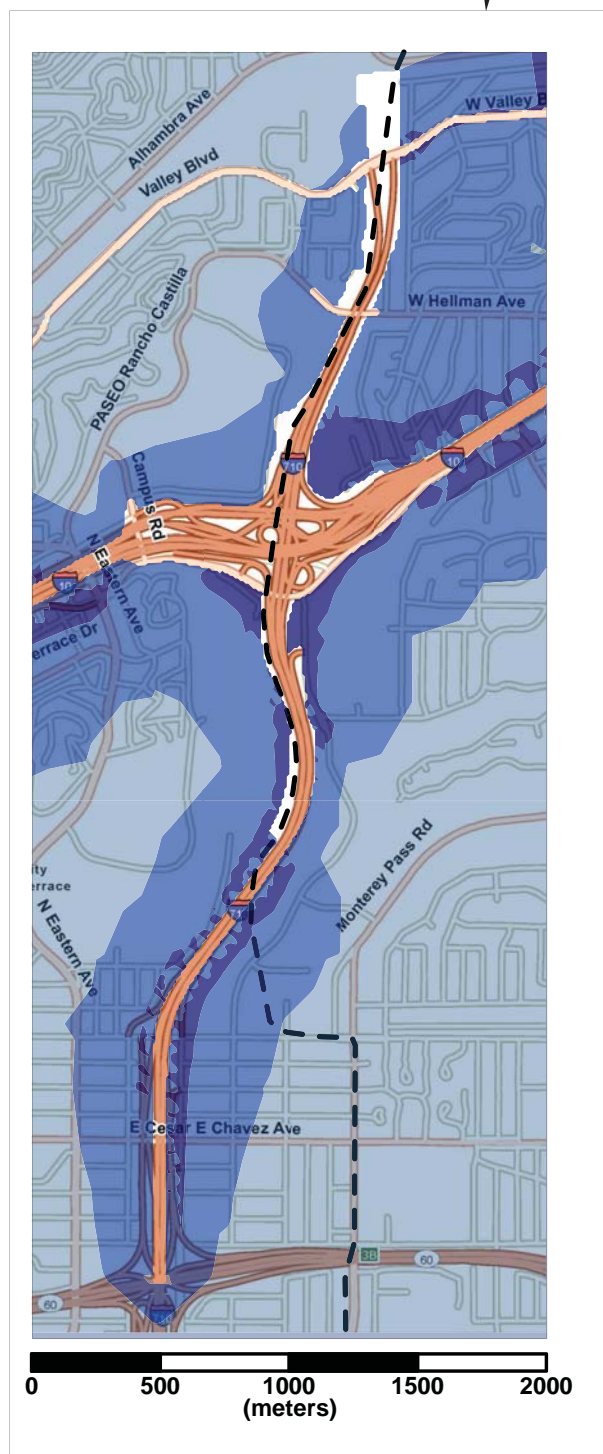 Alhambra Ave
W Valley B
Valley Blvd
PASEO Rancho Castilla
W Hellman Ave
710
10
Campus Rd
N Eastern Ave
10
errace Dr
Monterey Pass Rd
ity
errace
N Eastern Ave
E Cesar E Chavez Ave
3B
60
60
710
0 500 1000 1500 2000
(meters)